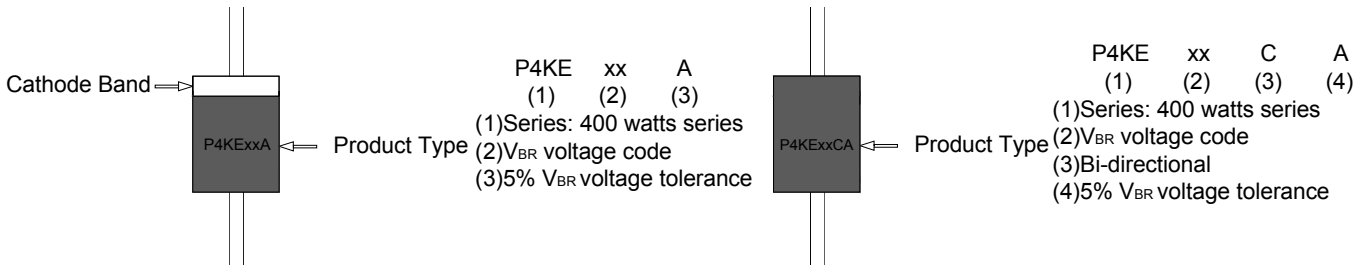 Cathode Band
P4KExxA
Product Type
P4KE xx A
(1) (2) (3)
(1)Series: 400 watts series
(2)VBR voltage code
(3)5% VBR voltage tolerance
P4KExxCA
Product Type
P4KE xx C A
(1) (2) (3) (4)
(1)Series: 400 watts series
(2)VBR voltage code
(3)Bi-directional
(4)5% VBR voltage tolerance